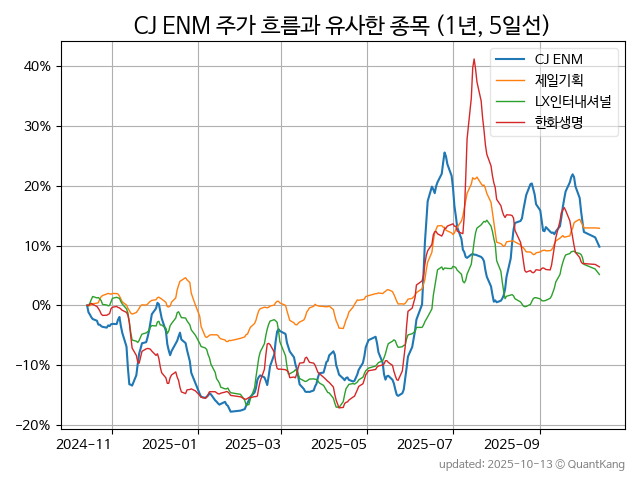 CJ ENM 주가 흐름과 유사한 종목 (1년, 5일선)
CJ ENM
제일기획
LX인터내셔널
한화생명
40%
30%
20%
10%
0%
−10%
−20%
2024-11
2025-01
2025-03
2025-05
2025-07
2025-09
updated: 2025-10-13 © QuantKang